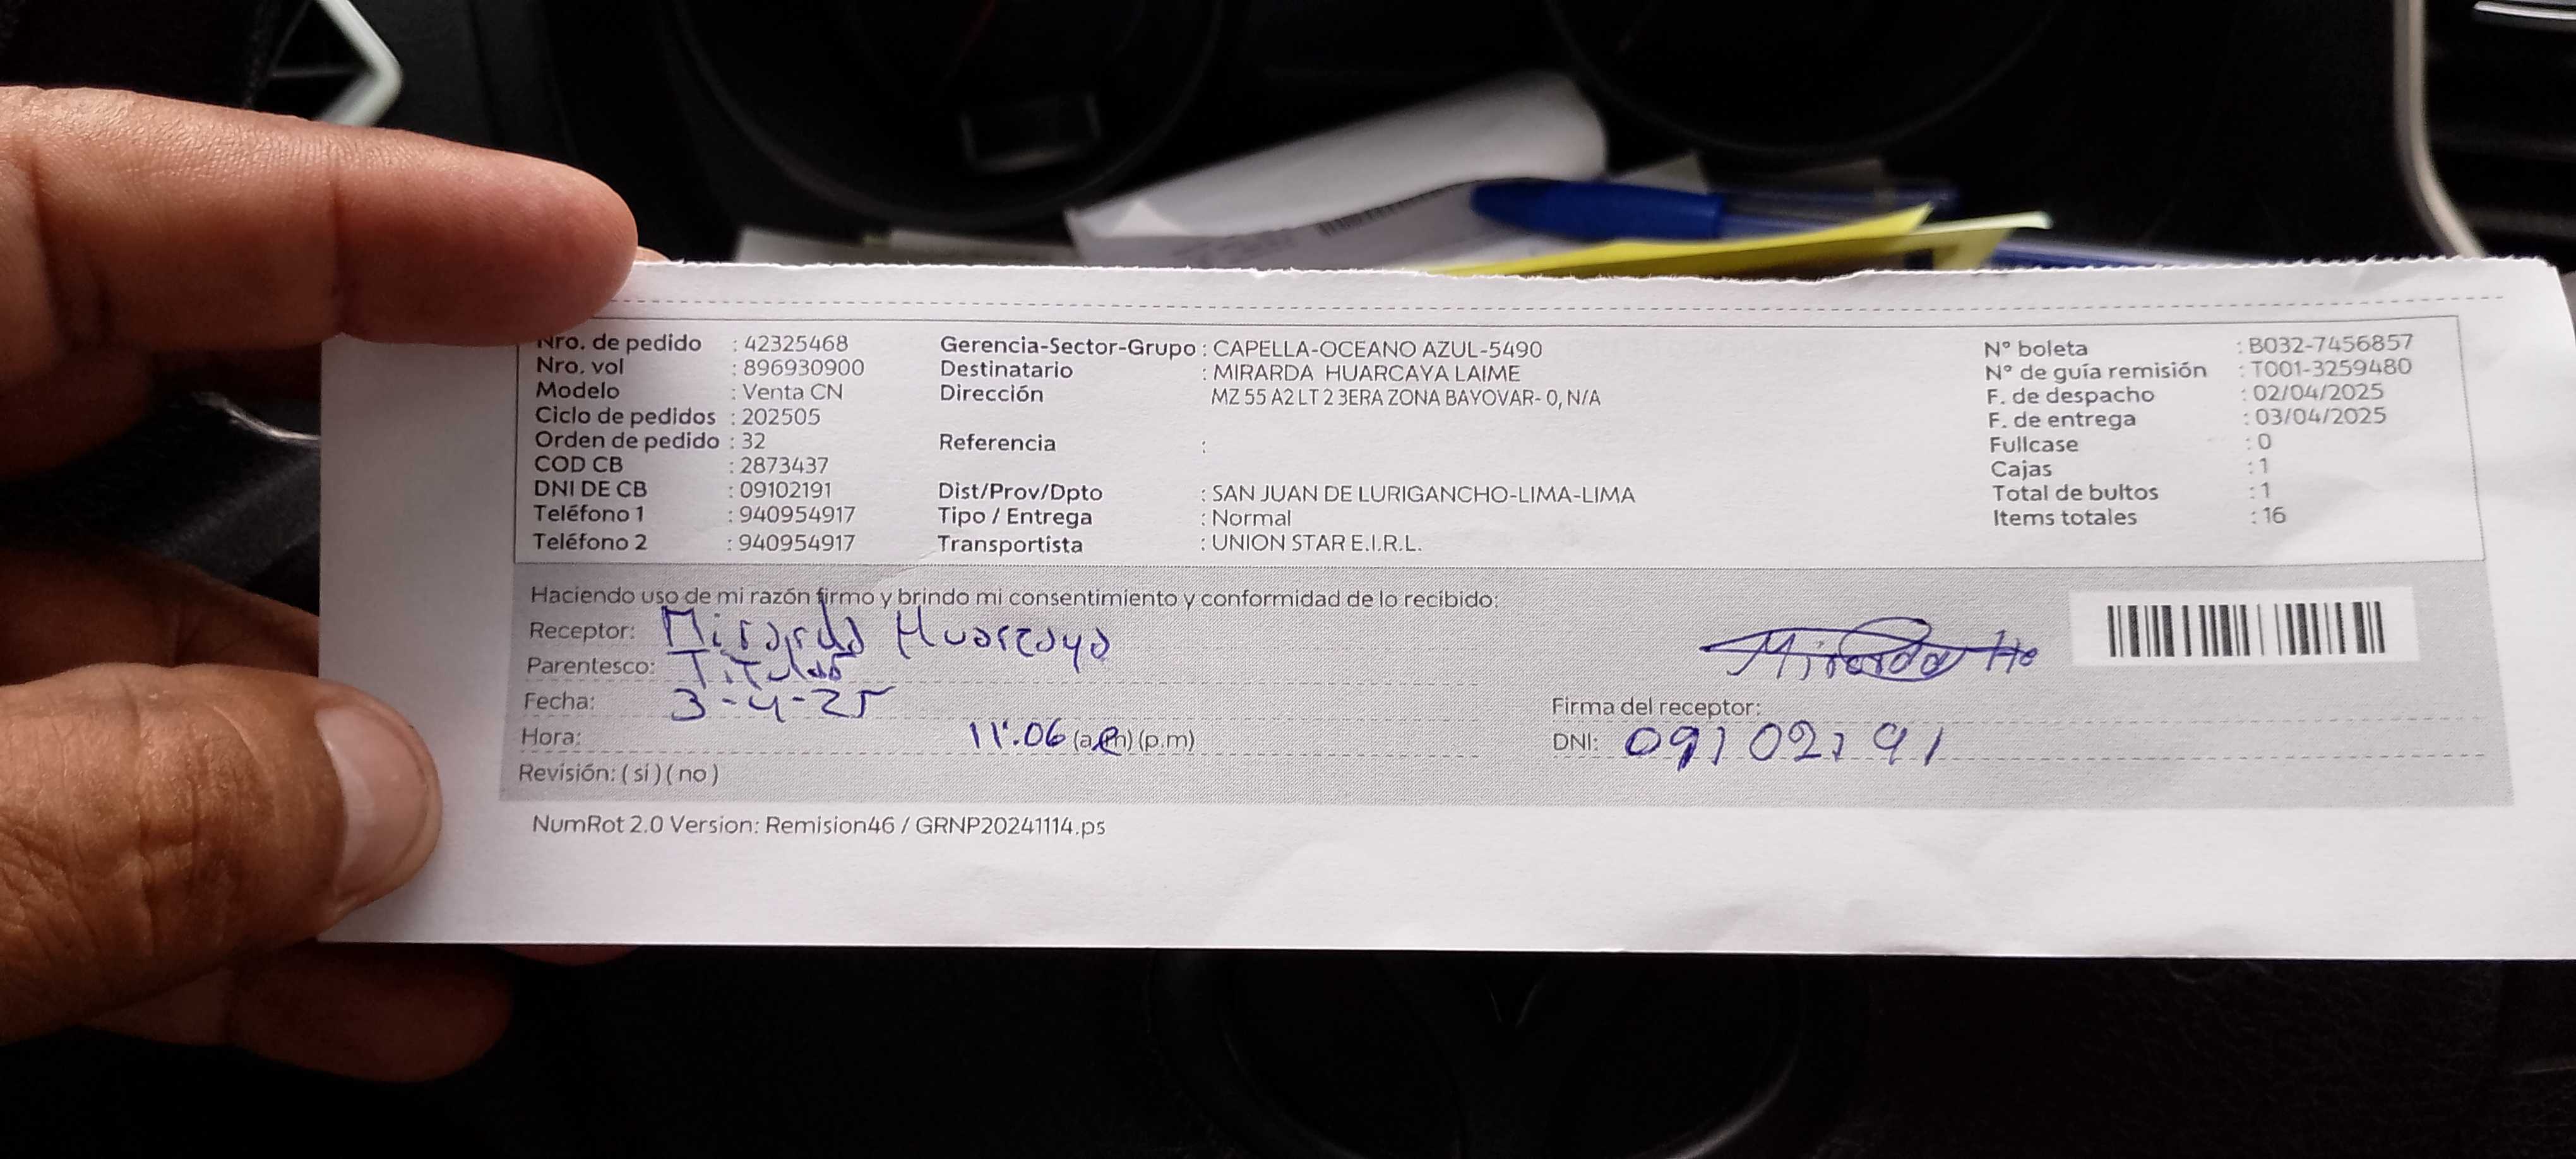 Nro. de pedido : 42325468
Nro. vol : 896930900
Modelo : Venta CN
Ciclo de pedidos : 202505
Orden de pedido : 32
COD CB : 2873437
DNI DE CB : 09102191
Teléfono 1 : 940954917
Teléfono 2 : 940954917
Gerencia-Sector-Grupo : CAPELLA-OCEANO AZUL-5490
Destinatario : MIRARDA HUARCAYA LAIME
Dirección MZ 55 A2 LT 2 3ERA ZONA BAYOVAR- 0, N/A
Referencia :
Dist/Prov/Dpto : SAN JUAN DE LURIGANCHO-LIMA-LIMA
Tipo / Entrega : Normal
Transportista : UNION STAR E.I.R.L.
N° boleta : B032-7456857
N° de guía remisión : T001-3259480
F. de despacho : 02/04/2025
F. de entrega : 03/04/2025
Fullcase : 0
Cajas : 1
Total de bultos : 1
Items totales : 16
Haciendo uso de mi razón firmo y brindo mi consentimiento y conformidad de lo recibido:
Receptor: Mirarda Huarcaya
Parentesco: Titular
Fecha: 3-4-25
Hora: 11:06 (a.m) (p.m)
Revisión: ( sí ) ( no )
Mirarda Ha
Firma del receptor:
DNI: 09102191
NumRot 2.0 Version: Remision46 / GRNP20241114.ps